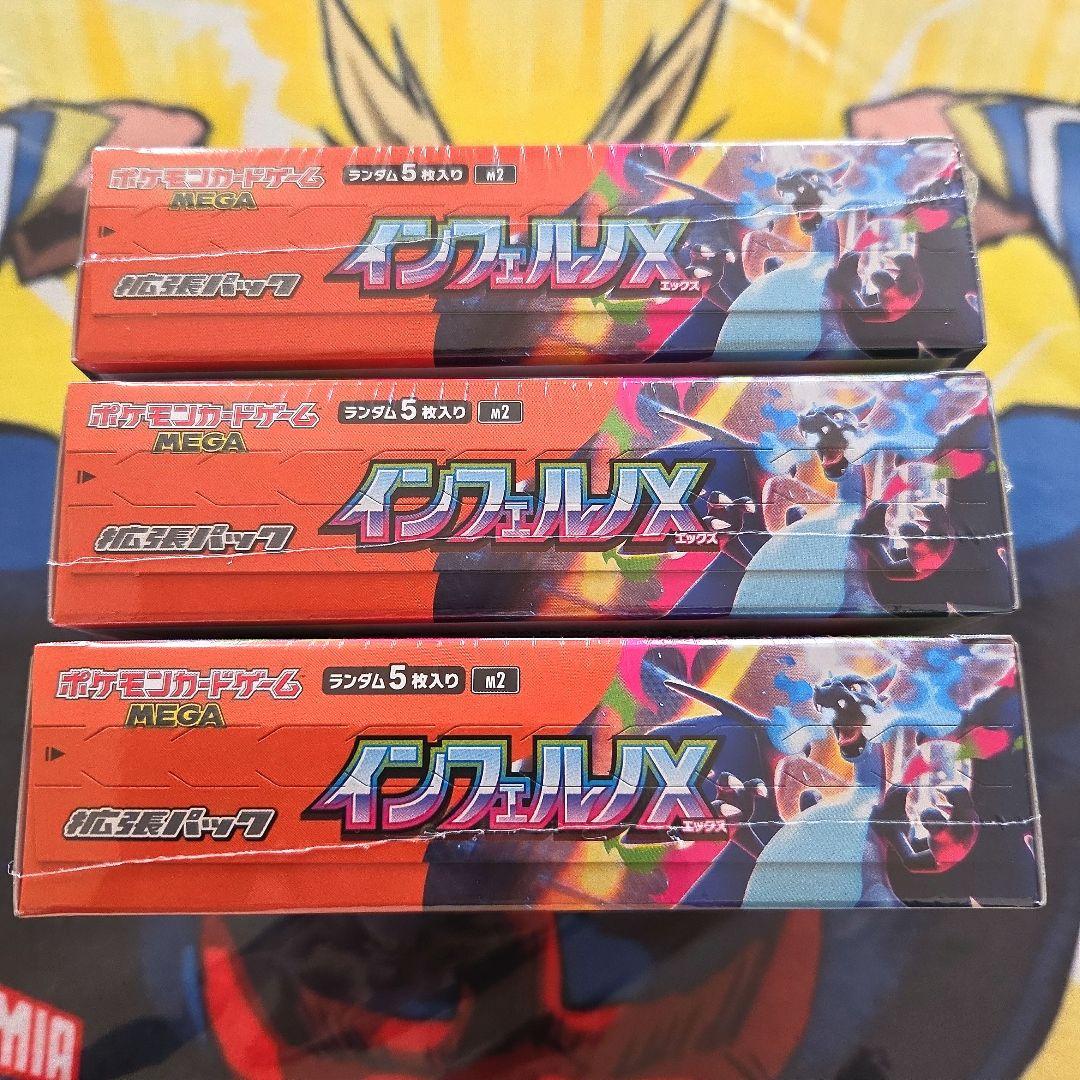 ポケモンカードゲーム
MEGA
ランダム5枚入り M2
インフェルノX
エックス
拡張パック
ポケモンカードゲーム
MEGA
ランダム5枚入り M2
インフェルノX
エックス
拡張パック
ポケモンカードゲーム
MEGA
ランダム5枚入り M2
インフェルノX
エックス
拡張パック
MIA